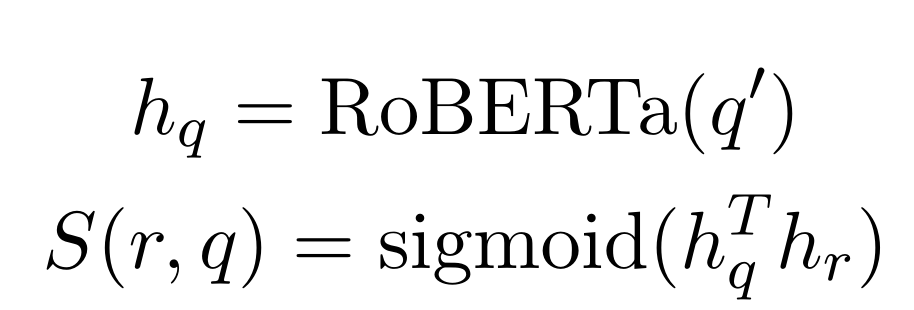 h_q = RoBERTa(q′)
S(r, q) = sigmoid(h_q^T h_r)